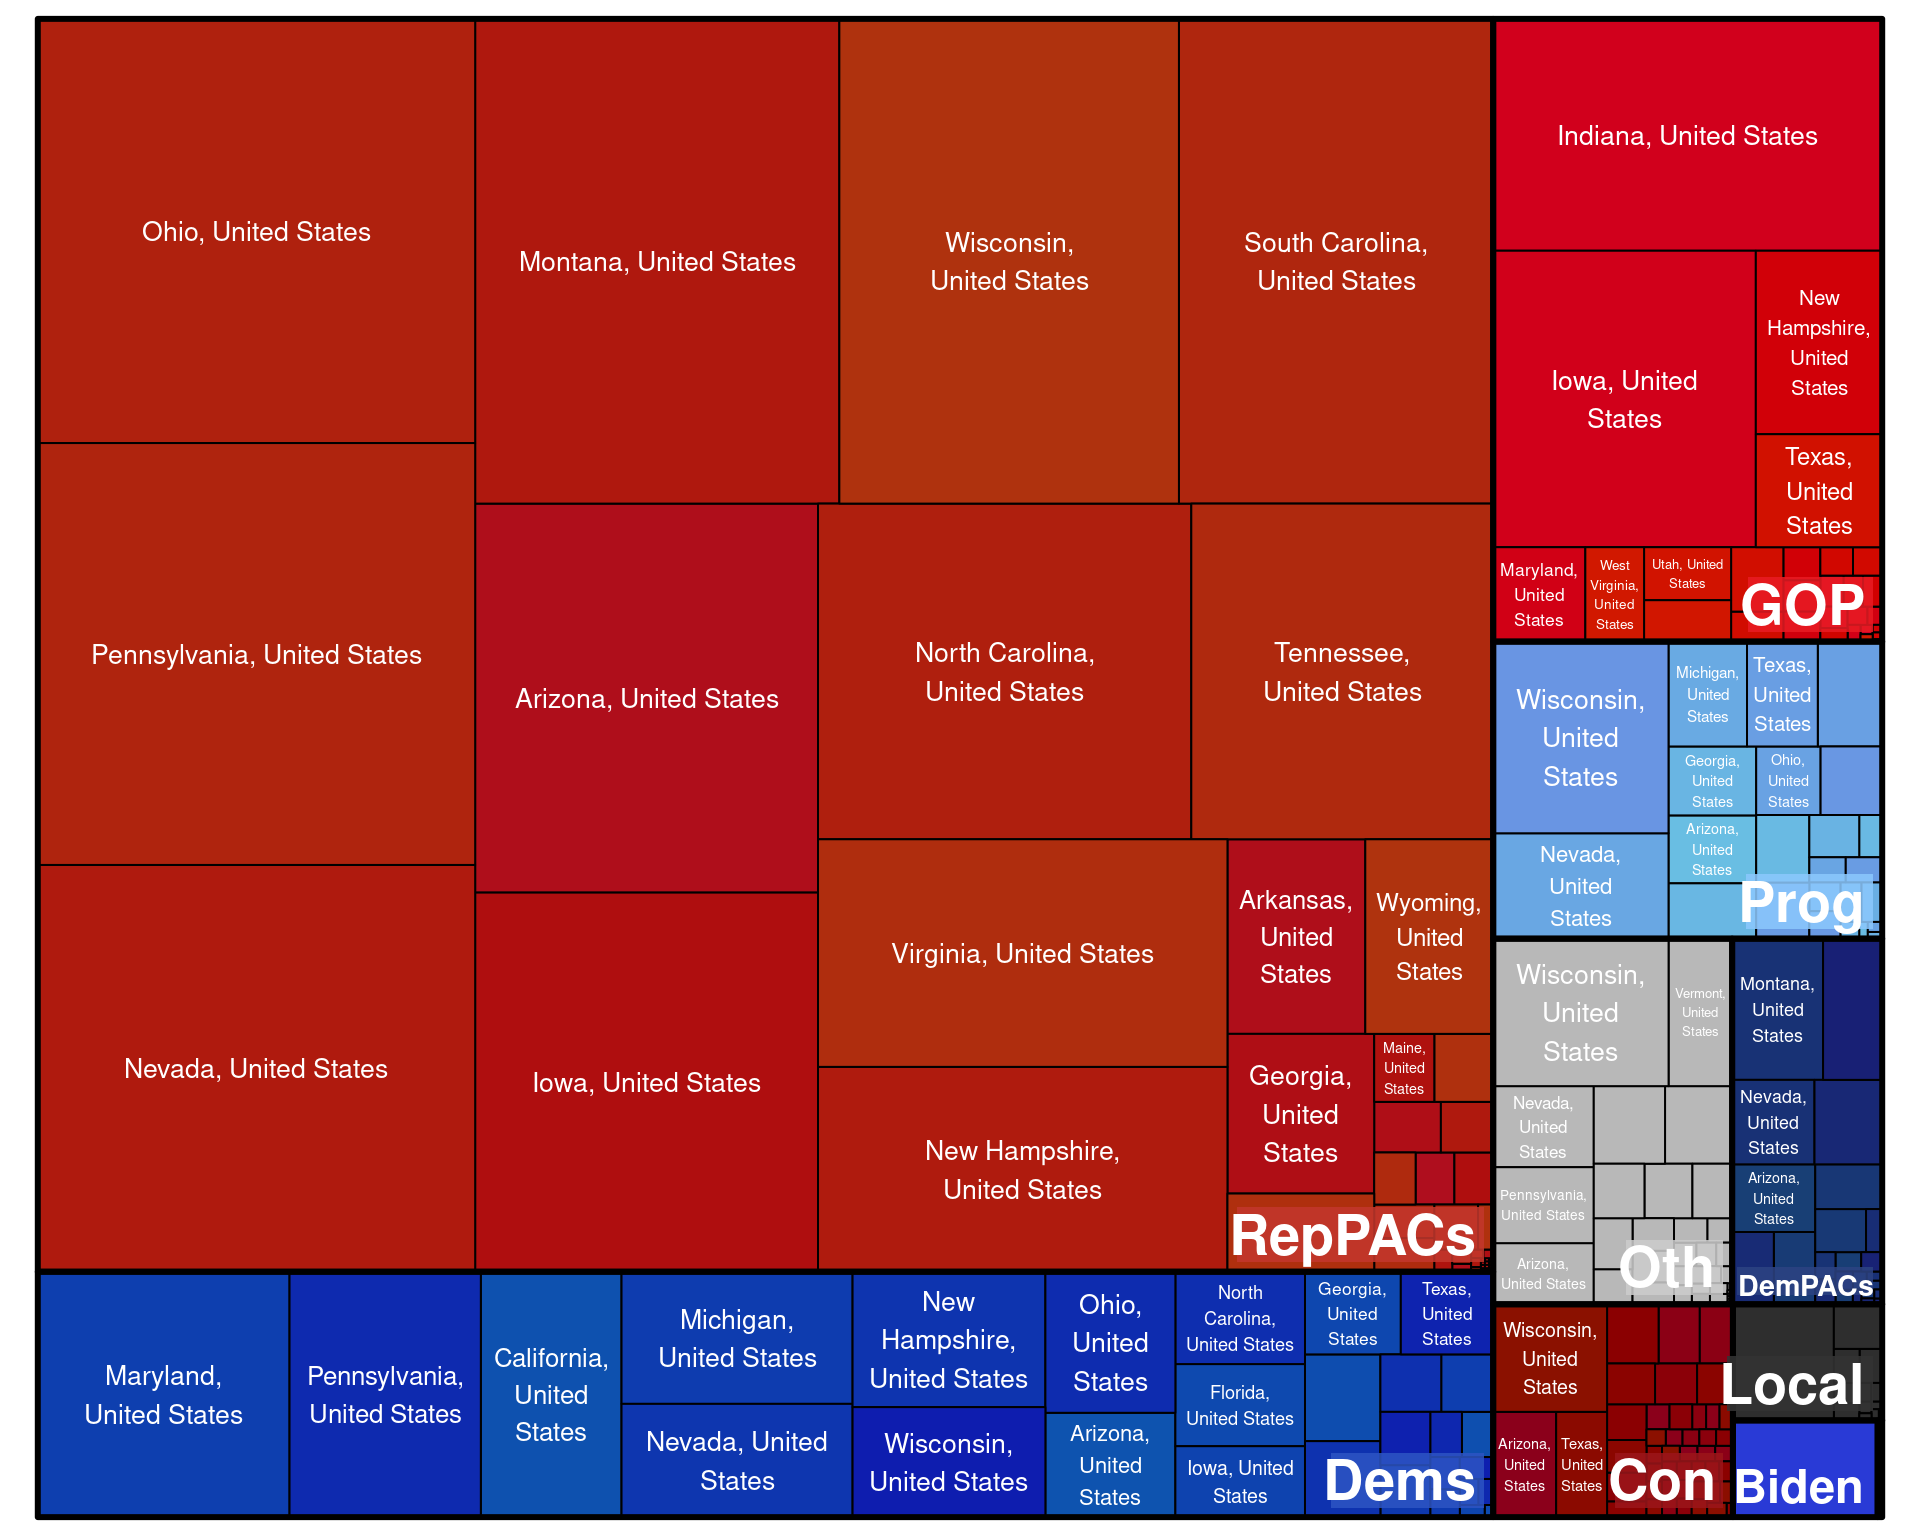 Ohio, United States
Pennsylvania, United States
Nevada, United States
Montana, United States
Wisconsin,
United States
South Carolina,
United States
Arizona, United States
North Carolina,
United States
Tennessee,
United States
Iowa, United States
Virginia, United States
New Hampshire,
United States
Arkansas,
United
States
Wyoming,
United
States
Georgia,
United
States
Maine,
United
States
RepPACs
Indiana, United States
Iowa, United
States
New
Hampshire,
United
States
Texas,
United
States
Maryland,
United
States
West
Virginia,
United
States
Utah, United
States
GOP
Wisconsin,
United
States
Nevada,
United
States
Michigan,
United
States
Texas,
United
States
Georgia,
United
States
Ohio,
United
States
Arizona,
United
States
Prog
Wisconsin,
United
States
Vermont,
United
States
Nevada,
United
States
Pennsylvania,
United States
Arizona,
United States
Oth
Montana,
United
States
Nevada,
United
States
Arizona,
United
States
DemPACs
Maryland,
United States
Pennsylvania,
United States
California,
United
States
Michigan,
United States
Nevada, United
States
New
Hampshire,
United States
Wisconsin,
United States
Ohio,
United
States
Arizona,
United
States
North
Carolina,
United States
Florida,
United States
Iowa, United
States
Georgia,
United
States
Texas,
United
States
Dems
Wisconsin,
United
States
Arizona,
United
States
Texas,
United
States
Con
Local
Biden